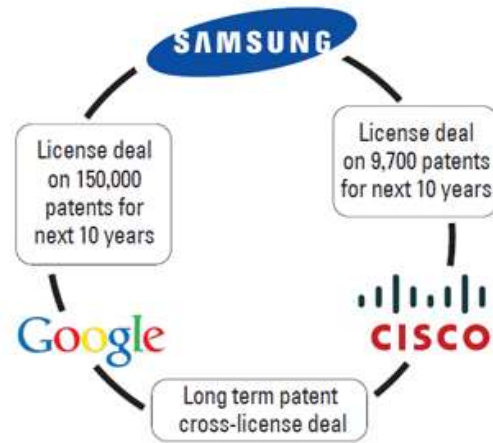 SAMSUNG
License deal
on 150,000
patents for
next 10 years
License deal
on 9,700 patents
for next 10 years
Google
CISCO
Long term patent
cross-license deal